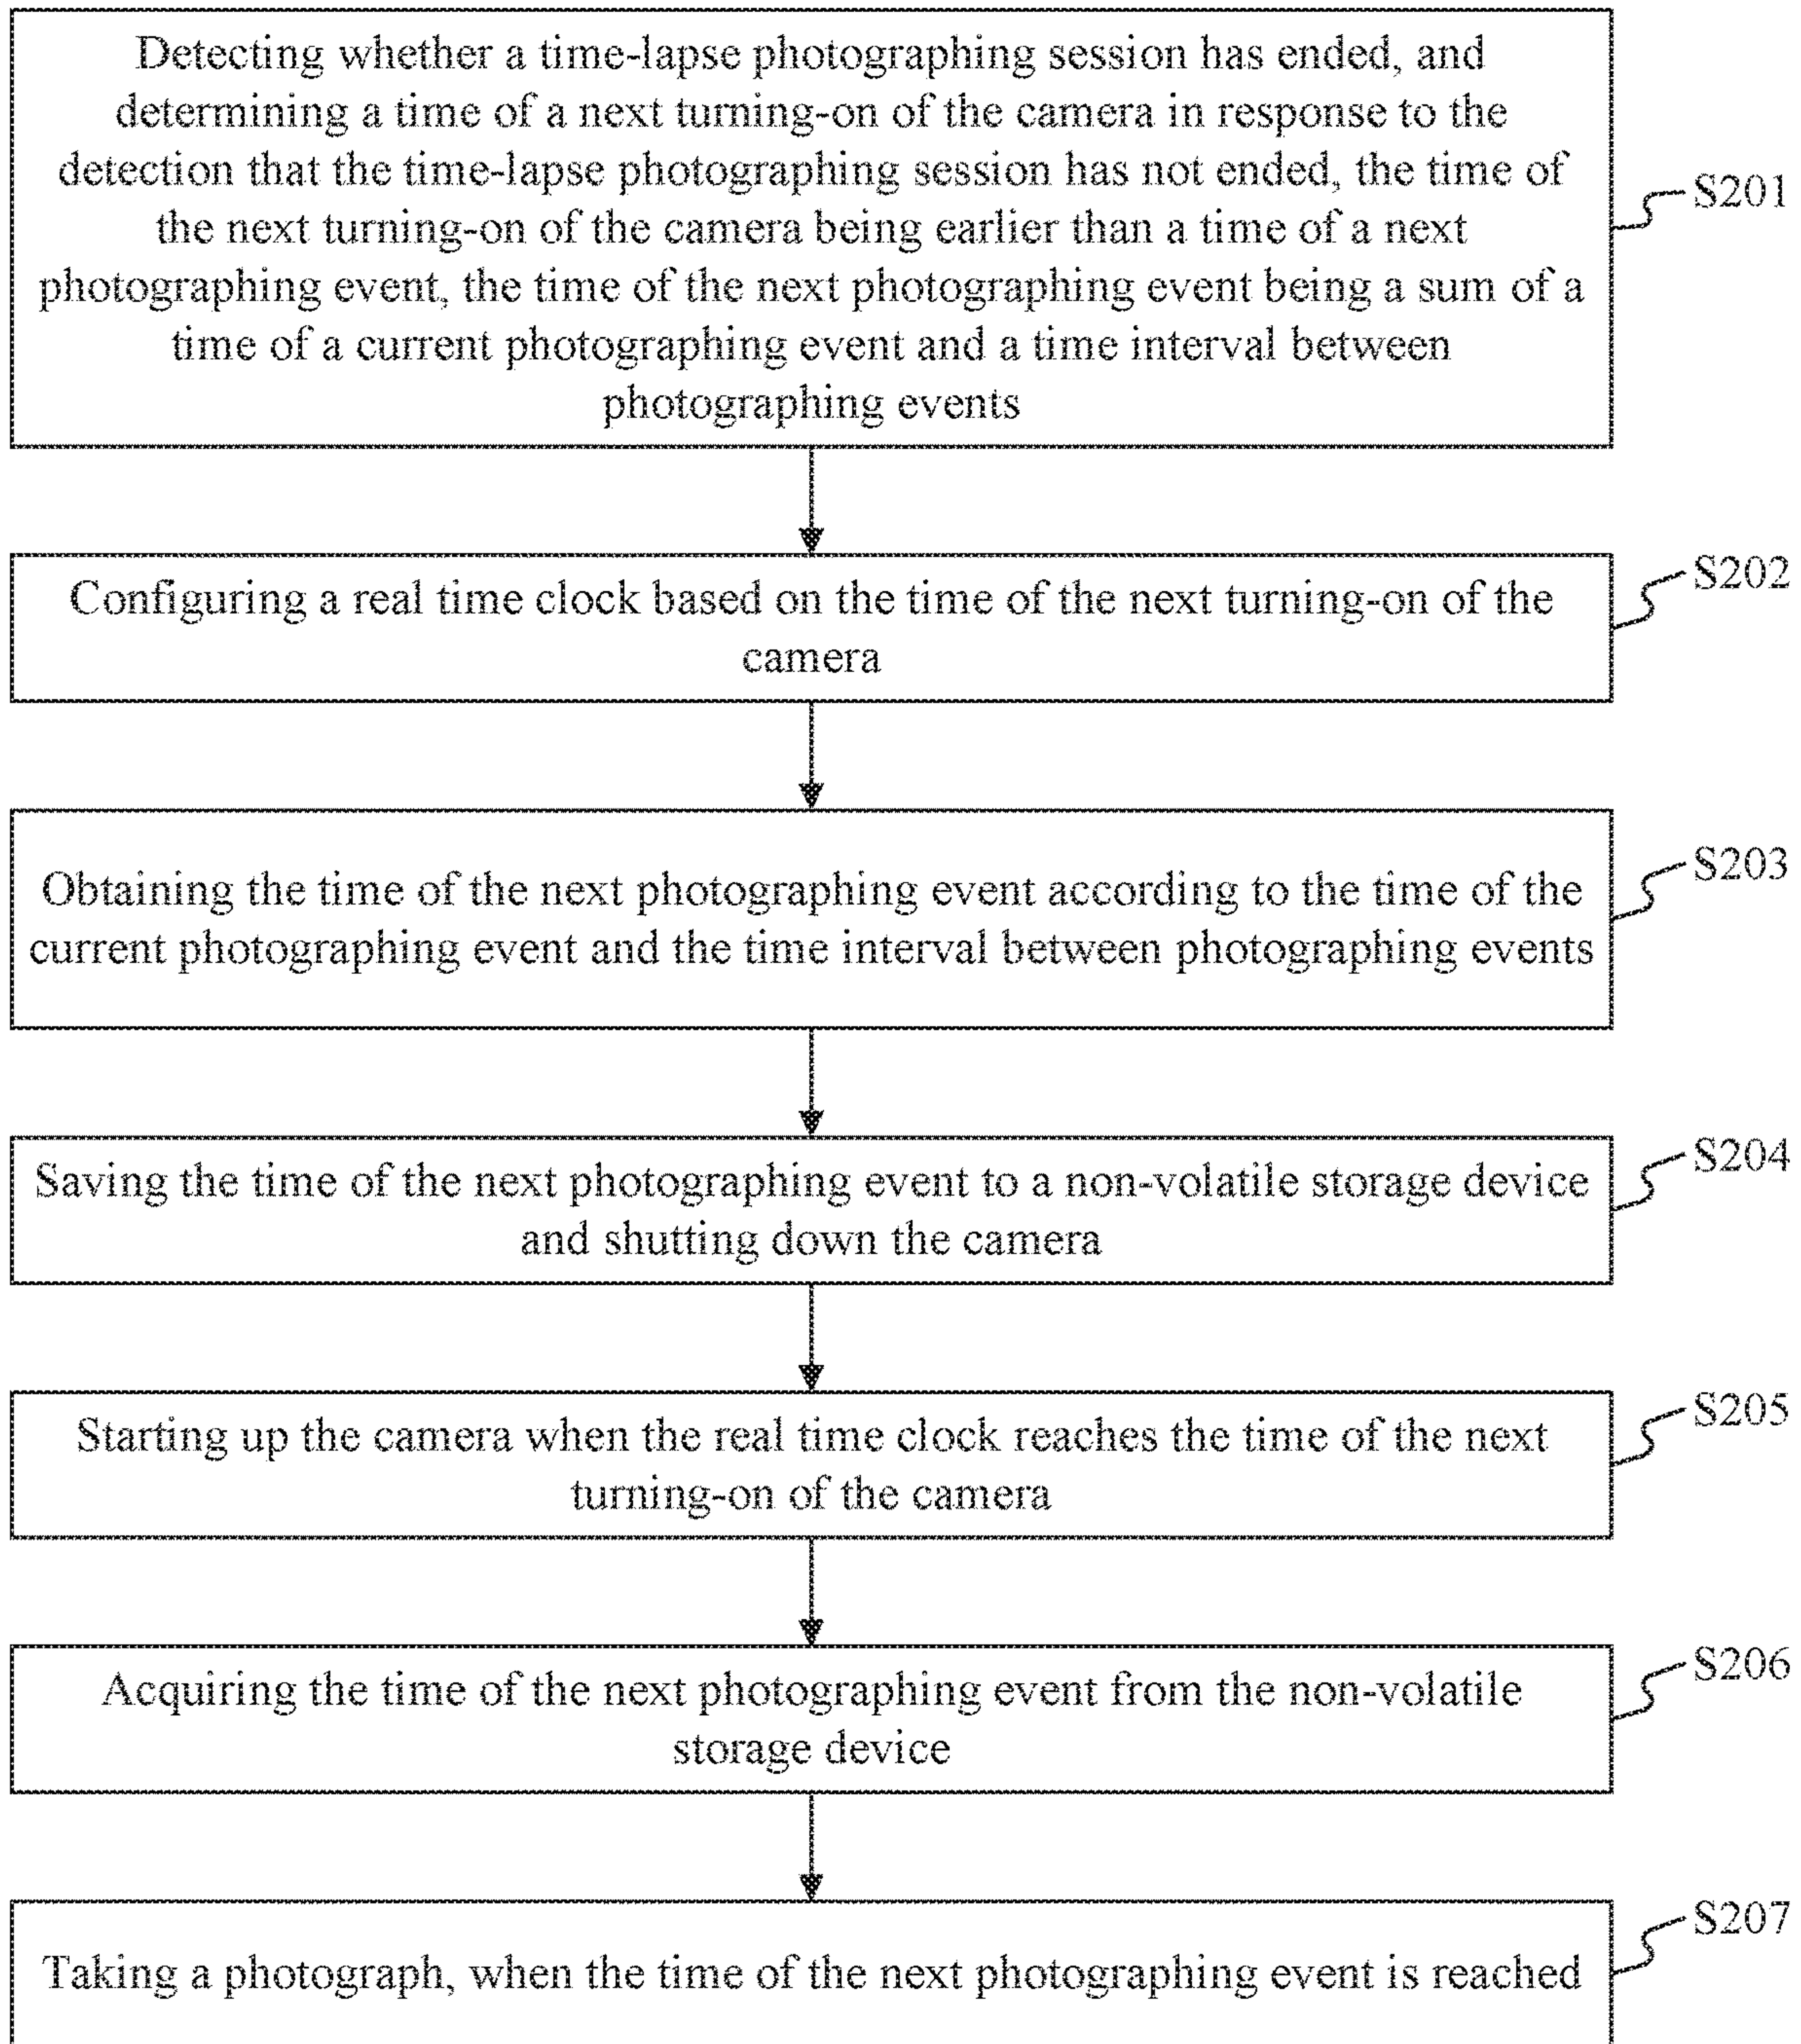 Detecting whether a time-lapse photographing session has ended, and
determining a time of a next turning-on of the camera in response to the
detection that the time-lapse photographing session has not ended, the time of
the next turning-on of the camera being earlier than a time of a next
photographing event, the time of the next photographing event being a sum of a
time of a current photographing event and a time interval between
photographing events
S201
Configuring a real time clock based on the time of the next turning-on of the
camera
S202
Obtaining the time of the next photographing event according to the time of the
current photographing event and the time interval between photographing events
S203
Saving the time of the next photographing event to a non-volatile storage device
and shutting down the camera
S204
Starting up the camera when the real time clock reaches the time of the next
turning-on of the camera
S205
Acquiring the time of the next photographing event from the non-volatile
storage device
S206
Taking a photograph, when the time of the next photographing event is reached
S207